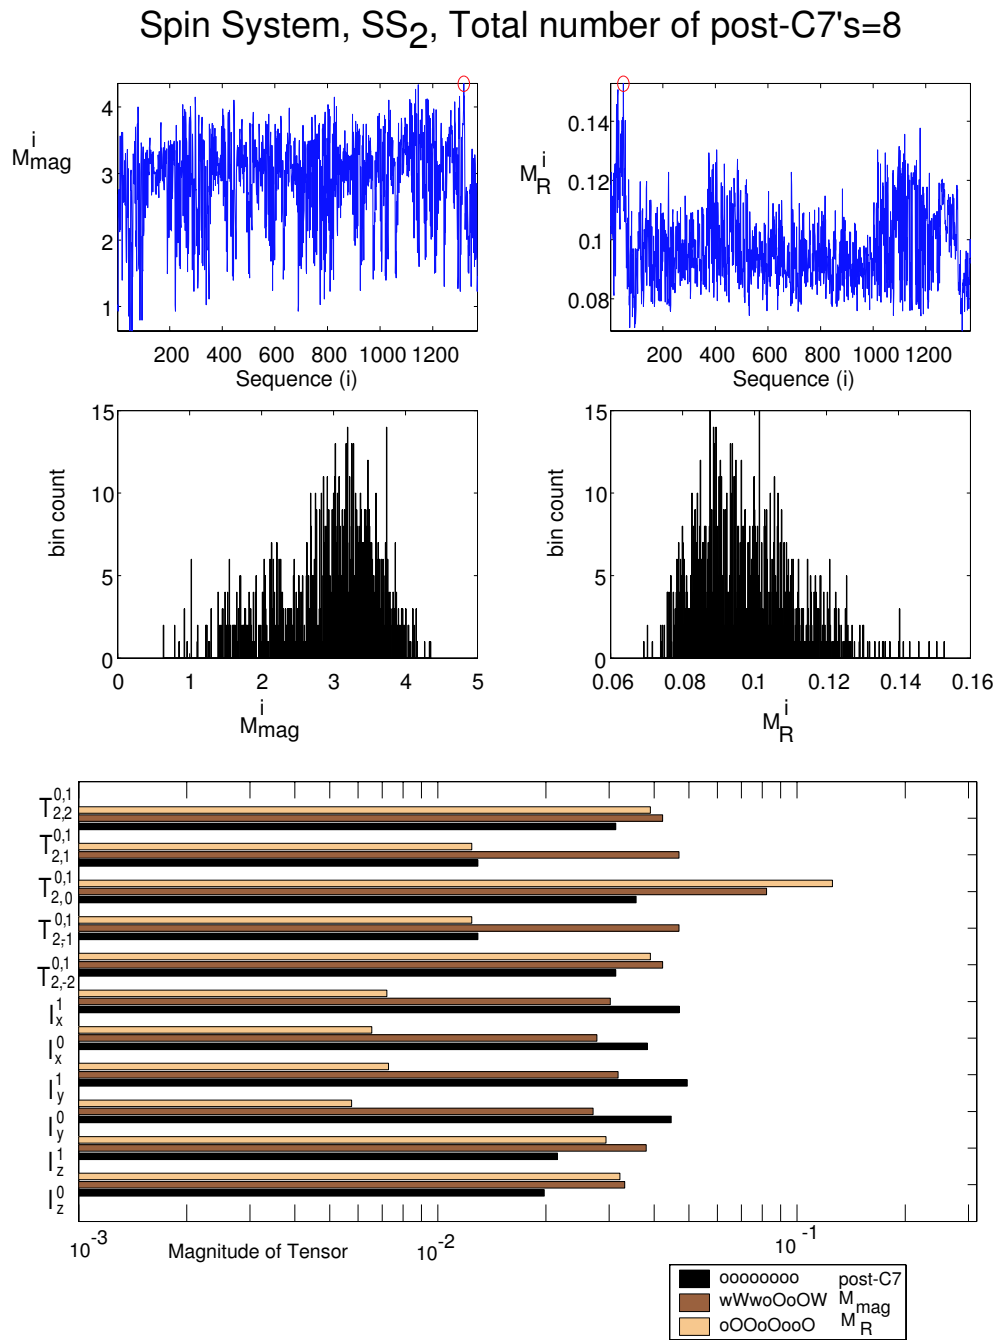 Spin System, SS2, Total number of post-C7's=8
M^i_mag
4
3
2
1
200 400 600 800 1000 1200
Sequence (i)
M^i_R
0.14
0.12
0.1
0.08
200 400 600 800 1000 1200
Sequence (i)
bin count
15
10
5
0
0 1 2 3 4 5
M^i_mag
bin count
15
10
5
0
0.06 0.08 0.1 0.12 0.14 0.16
M^i_R
T^0,1_2,2
T^0,1_2,1
T^0,1_2,0
T^0,1_2,-1
T^0,1_2,-2
I^1_x
I^0_x
I^1_y
I^0_y
I^1_z
I^0_z
10^-3 10^-2 10^-1
Magnitude of Tensor
oooooooo post-C7
wWwoOoOW M_mag
oOOoOooO M_R